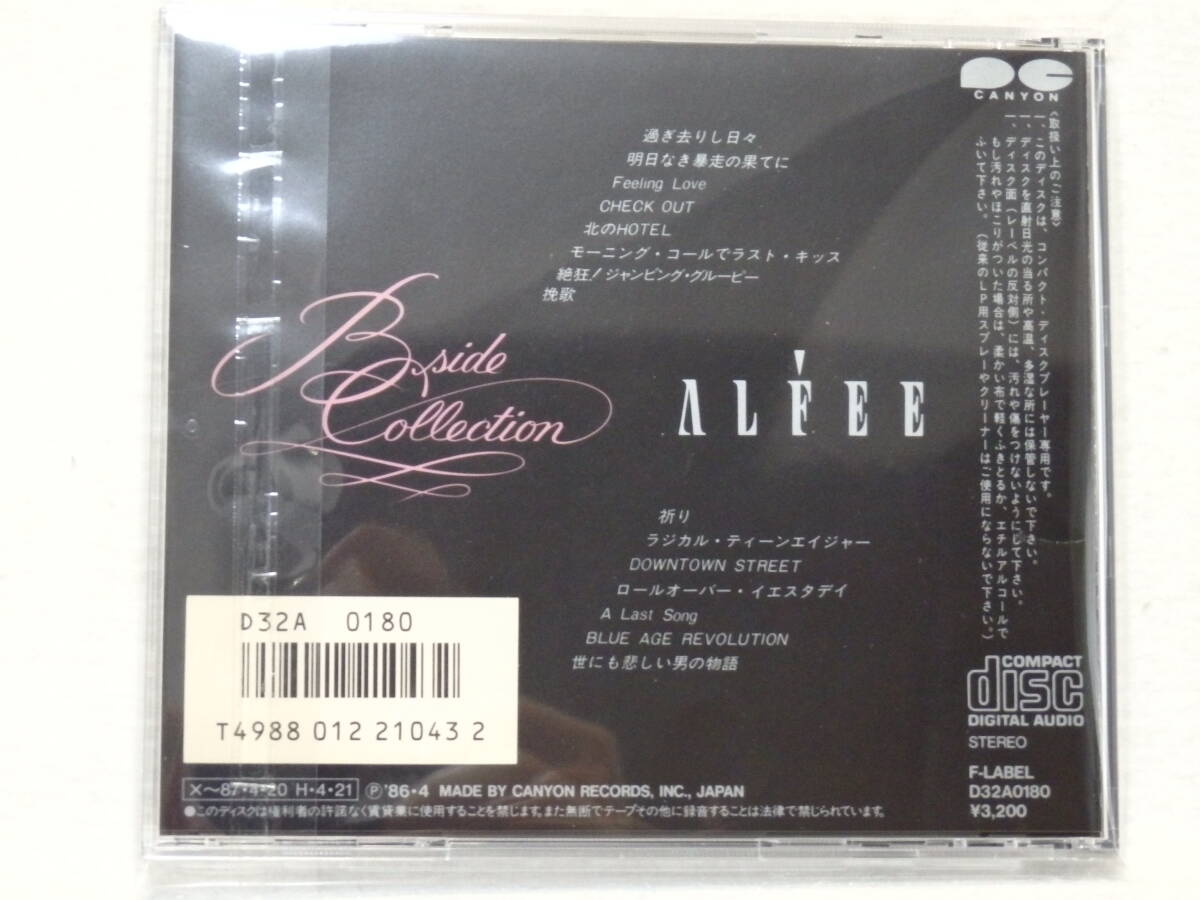 CANYON
過ぎ去りし日々
明日なき暴走の果てに
Feeling Love
CHECK OUT
北のHOTEL
モーニング・コールでラスト・キッス
絶狂!ジャンピング・グルーピー
挽歌
B side
Collection
ALFEE
祈り
ラジカル・ティーンエイジャー
DOWNTOWN STREET
ロールオーバー・イエスタデイ
A Last Song
BLUE AGE REVOLUTION
世にも悲しい男の物語
〈取扱い上のご注意〉
一、このディスクは、コンパクト・ディスクプレーヤー専用です。
一、ディスクを直射日光の当る所や高温、多湿な所には保管しないで下さい。
一、ディスク面(レーベルの反対側)には、汚れや傷をつけないようにして下さい。
もし汚れやほこりがついた場合は、柔かい布で軽くふきとるか、エチルアルコールで
ふいて下さい。(従来のLP用スプレーやクリーナーはご使用にならないで下さい。)
D32A 0180
T4988 012 21043 2
COMPACT
disc
DIGITAL AUDIO
STEREO
F-LABEL
D32A0180
¥3,200
X〜87・4・20 H・4・21 Ⓟ'86・4 MADE BY CANYON RECORDS, INC., JAPAN
●このディスクは権利者の許諾なく賃貸業に使用することを禁じます。また無断でテープその他に録音することは法律で禁じられています。